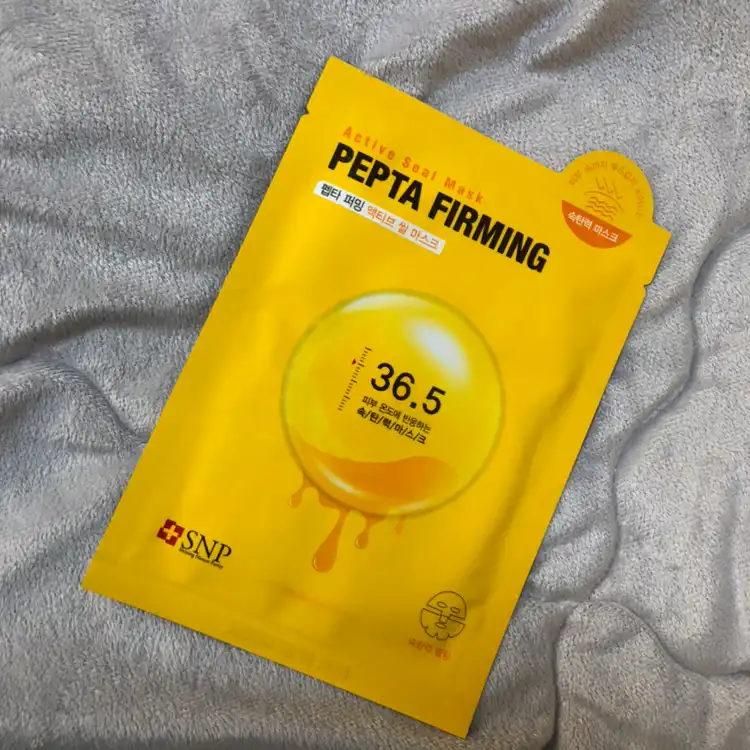 Active Seal Mask
PEPTA FIRMING
펩타 퍼밍 액티브 씰 마스크
속탄력 마스크
36.5
피부 온도에 반응하는
속/탄/력/마/스/크
SNP